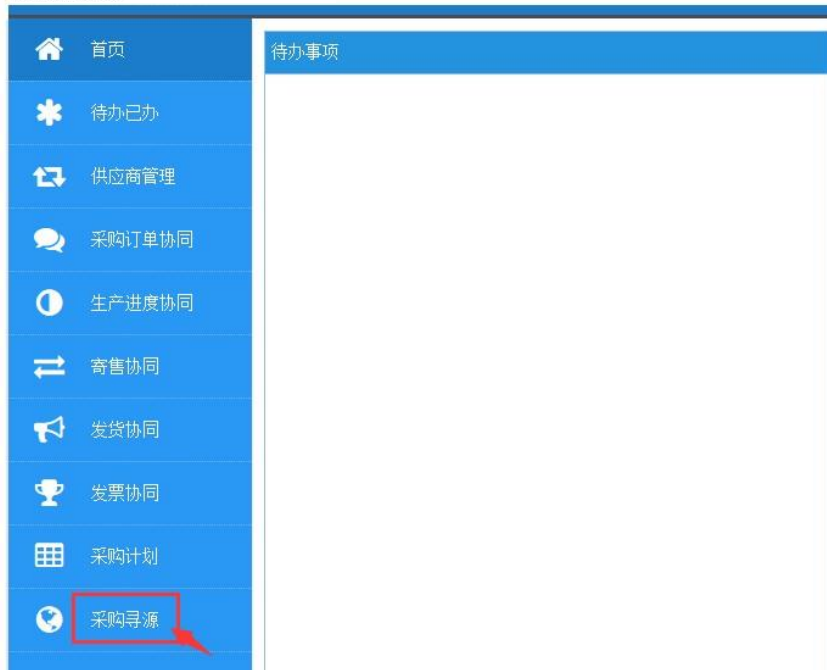 首页
待办事项
待办已办
供应商管理
采购订单协同
生产进度协同
寄售协同
发货协同
发票协同
采购计划
采购寻源